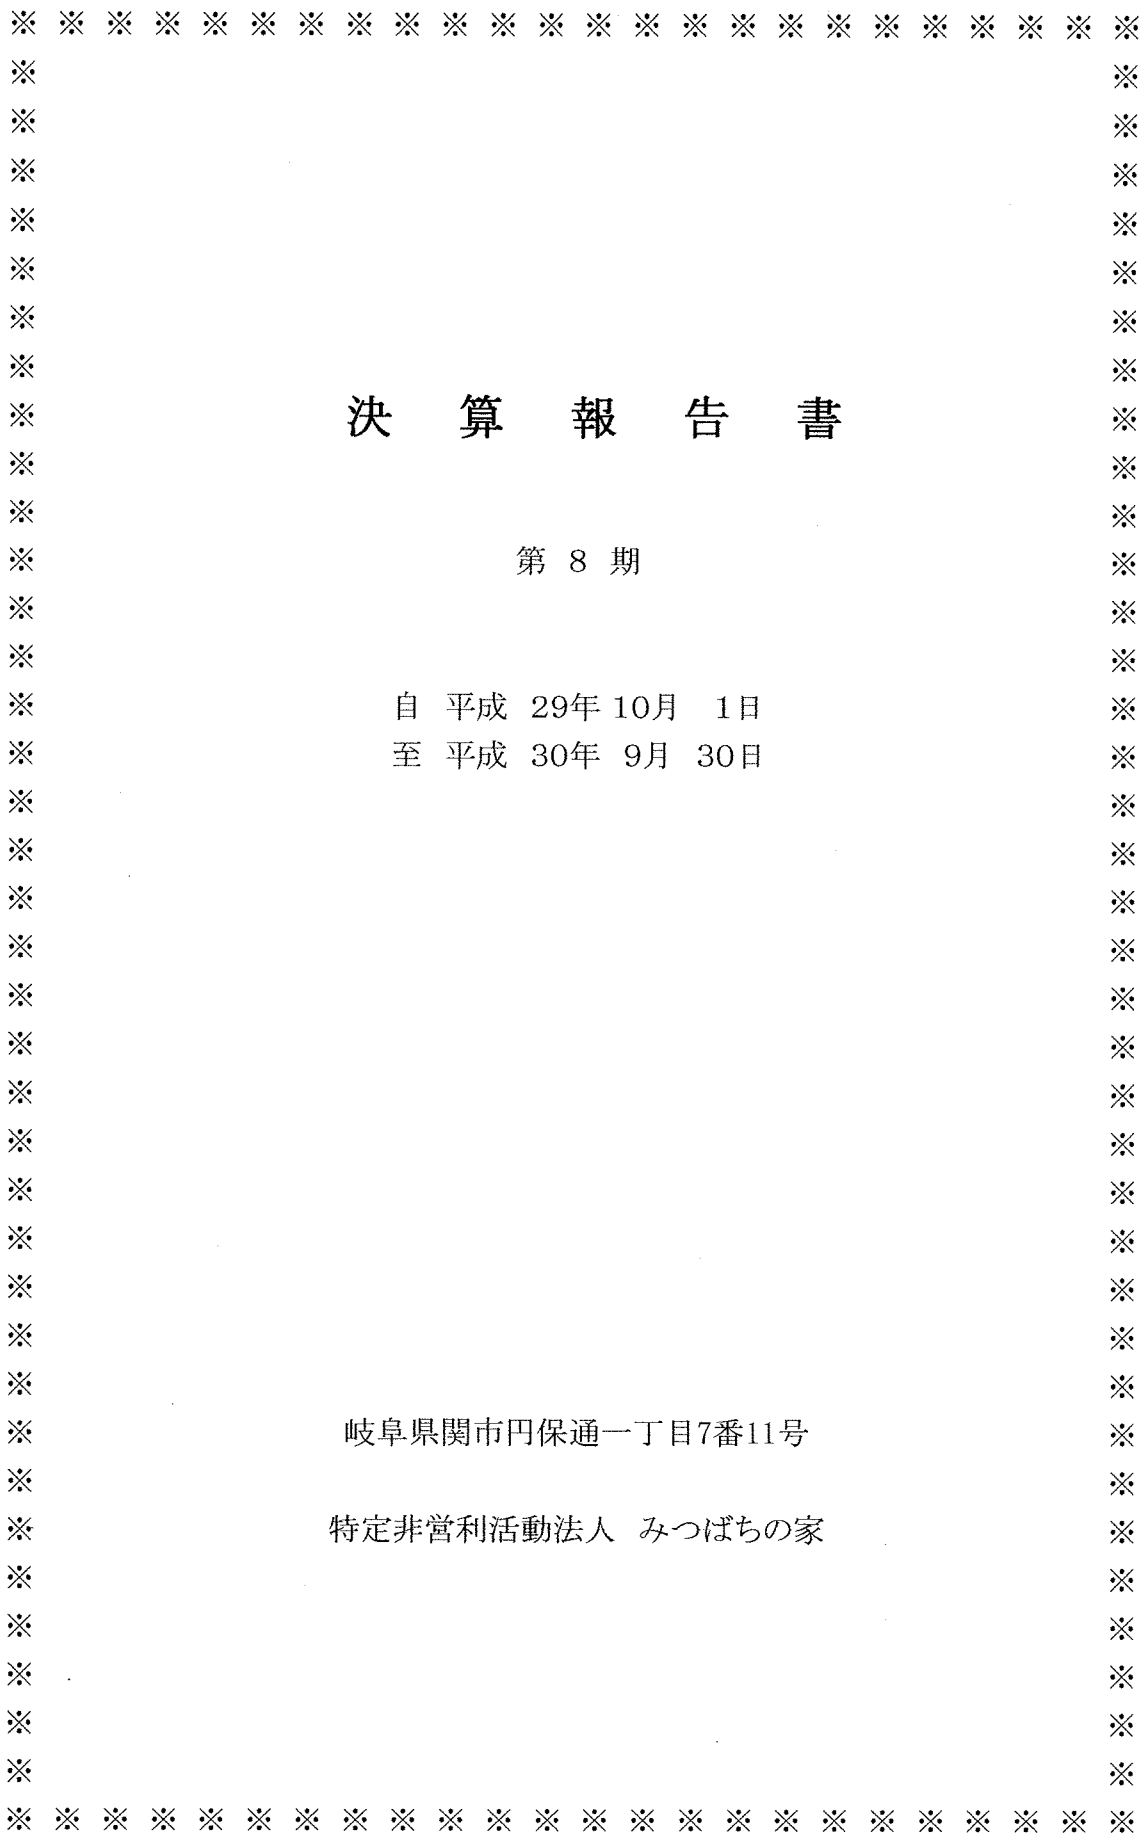 ※ ※ ※ ※ ※ ※ ※ ※ ※ ※ ※ ※ ※ ※ ※ ※ ※ ※ ※ ※ ※ ※ ※ ※
決 算 報 告 書
第 8 期
自 平成 29年 10月 1日
至 平成 30年 9月 30日
岐阜県関市円保通一丁目7番11号
特定非営利活動法人 みつばちの家
※ ※ ※ ※ ※ ※ ※ ※ ※ ※ ※ ※ ※ ※ ※ ※ ※ ※ ※ ※ ※ ※ ※ ※